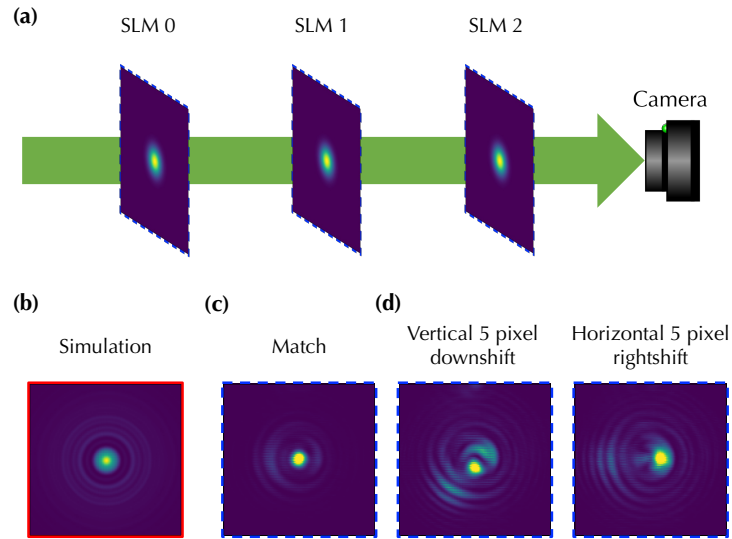 (a)
SLM 0
SLM 1
SLM 2
Camera
(b)
(c)
(d)
Simulation
Match
Vertical 5 pixel
downshift
Horizontal 5 pixel
rightshift